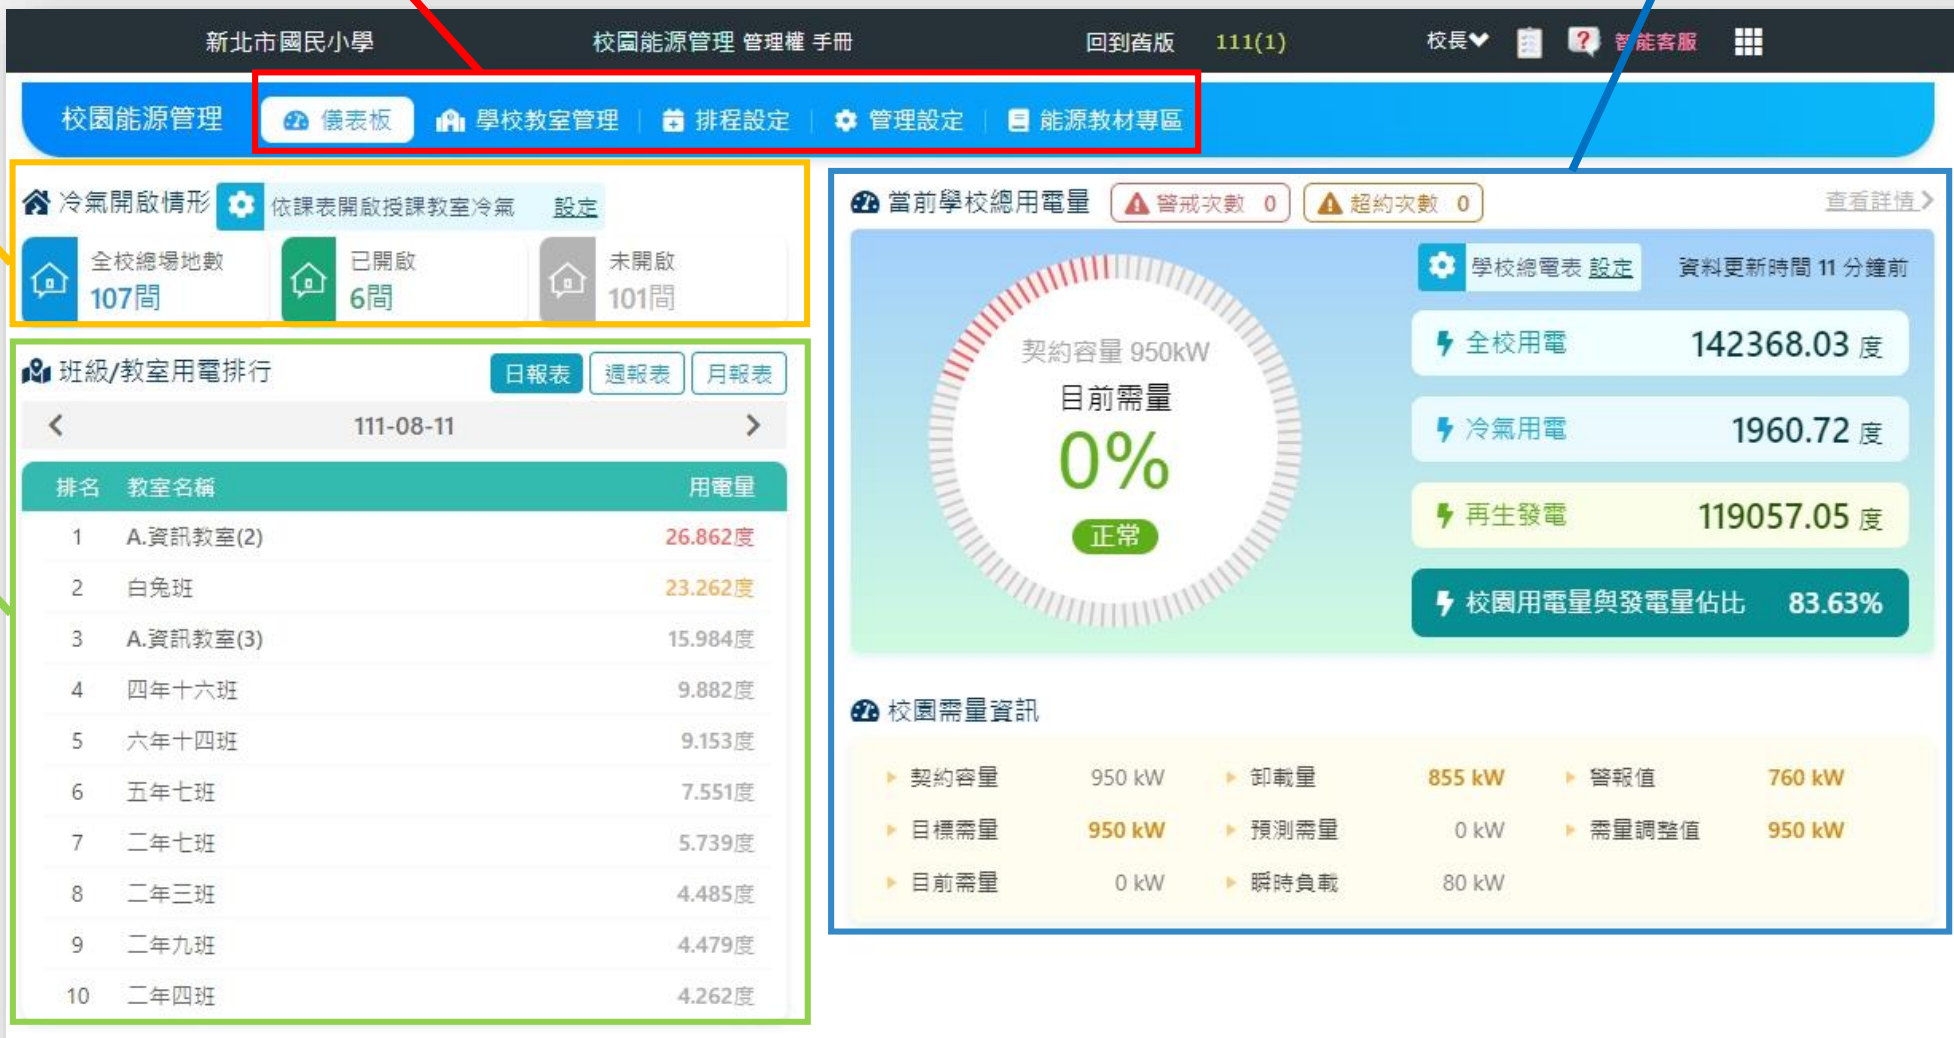 新北市國民小學 校園能源管理 管理權 手冊 回到舊版 111(1) 校長 智能客服
校園能源管理 儀表板 學校教室管理 排程設定 管理設定 能源教材專區
冷氣開啟情形 依課表開啟授課教室冷氣 設定
全校總場地數
107間
已開啟
6間
未開啟
101間
班級/教室用電排行 日報表 週報表 月報表
111-08-11
排名 教室名稱 用電量
1 A.資訊教室(2) 26.862度
2 白兔班 23.262度
3 A.資訊教室(3) 15.984度
4 四年十六班 9.882度
5 六年十四班 9.153度
6 五年七班 7.551度
7 二年七班 5.739度
8 二年三班 4.485度
9 二年九班 4.479度
10 二年四班 4.262度
當前學校總用電量 警戒次數 0 超約次數 0 查看詳情
契約容量 950kW
目前需量
0%
正常
學校總電表 設定 資料更新時間 11 分鐘前
全校用電 142368.03 度
冷氣用電 1960.72 度
再生發電 119057.05 度
校園用電量與發電量佔比 83.63%
校園需量資訊
契約容量 950 kW 卸載量 855 kW 警報值 760 kW
目標需量 950 kW 預測需量 0 kW 需量調整值 950 kW
目前需量 0 kW 瞬時負載 80 kW